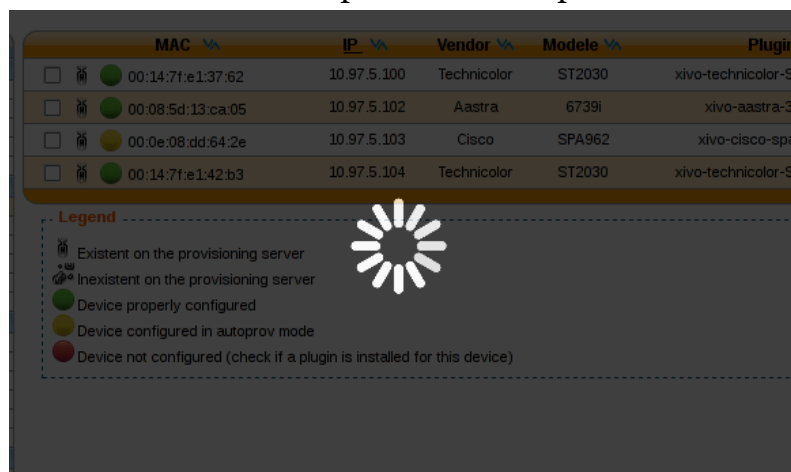 MAC IP Vendor Modele Plugin
00:14:7f:e1:37:62 10.97.5.100 Technicolor ST2030 xivo-technicolor-S
00:08:5d:13:ca:05 10.97.5.102 Aastra 6739i xivo-aastra-3
00:0e:08:dd:64:2e 10.97.5.103 Cisco SPA962 xivo-cisco-spa
00:14:7f:e1:42:b3 10.97.5.104 Technicolor ST2030 xivo-technicolor-S
Legend
Existent on the provisioning server
Inexistent on the provisioning server
Device properly configured
Device configured in autoprov mode
Device not configured (check if a plugin is installed for this device)